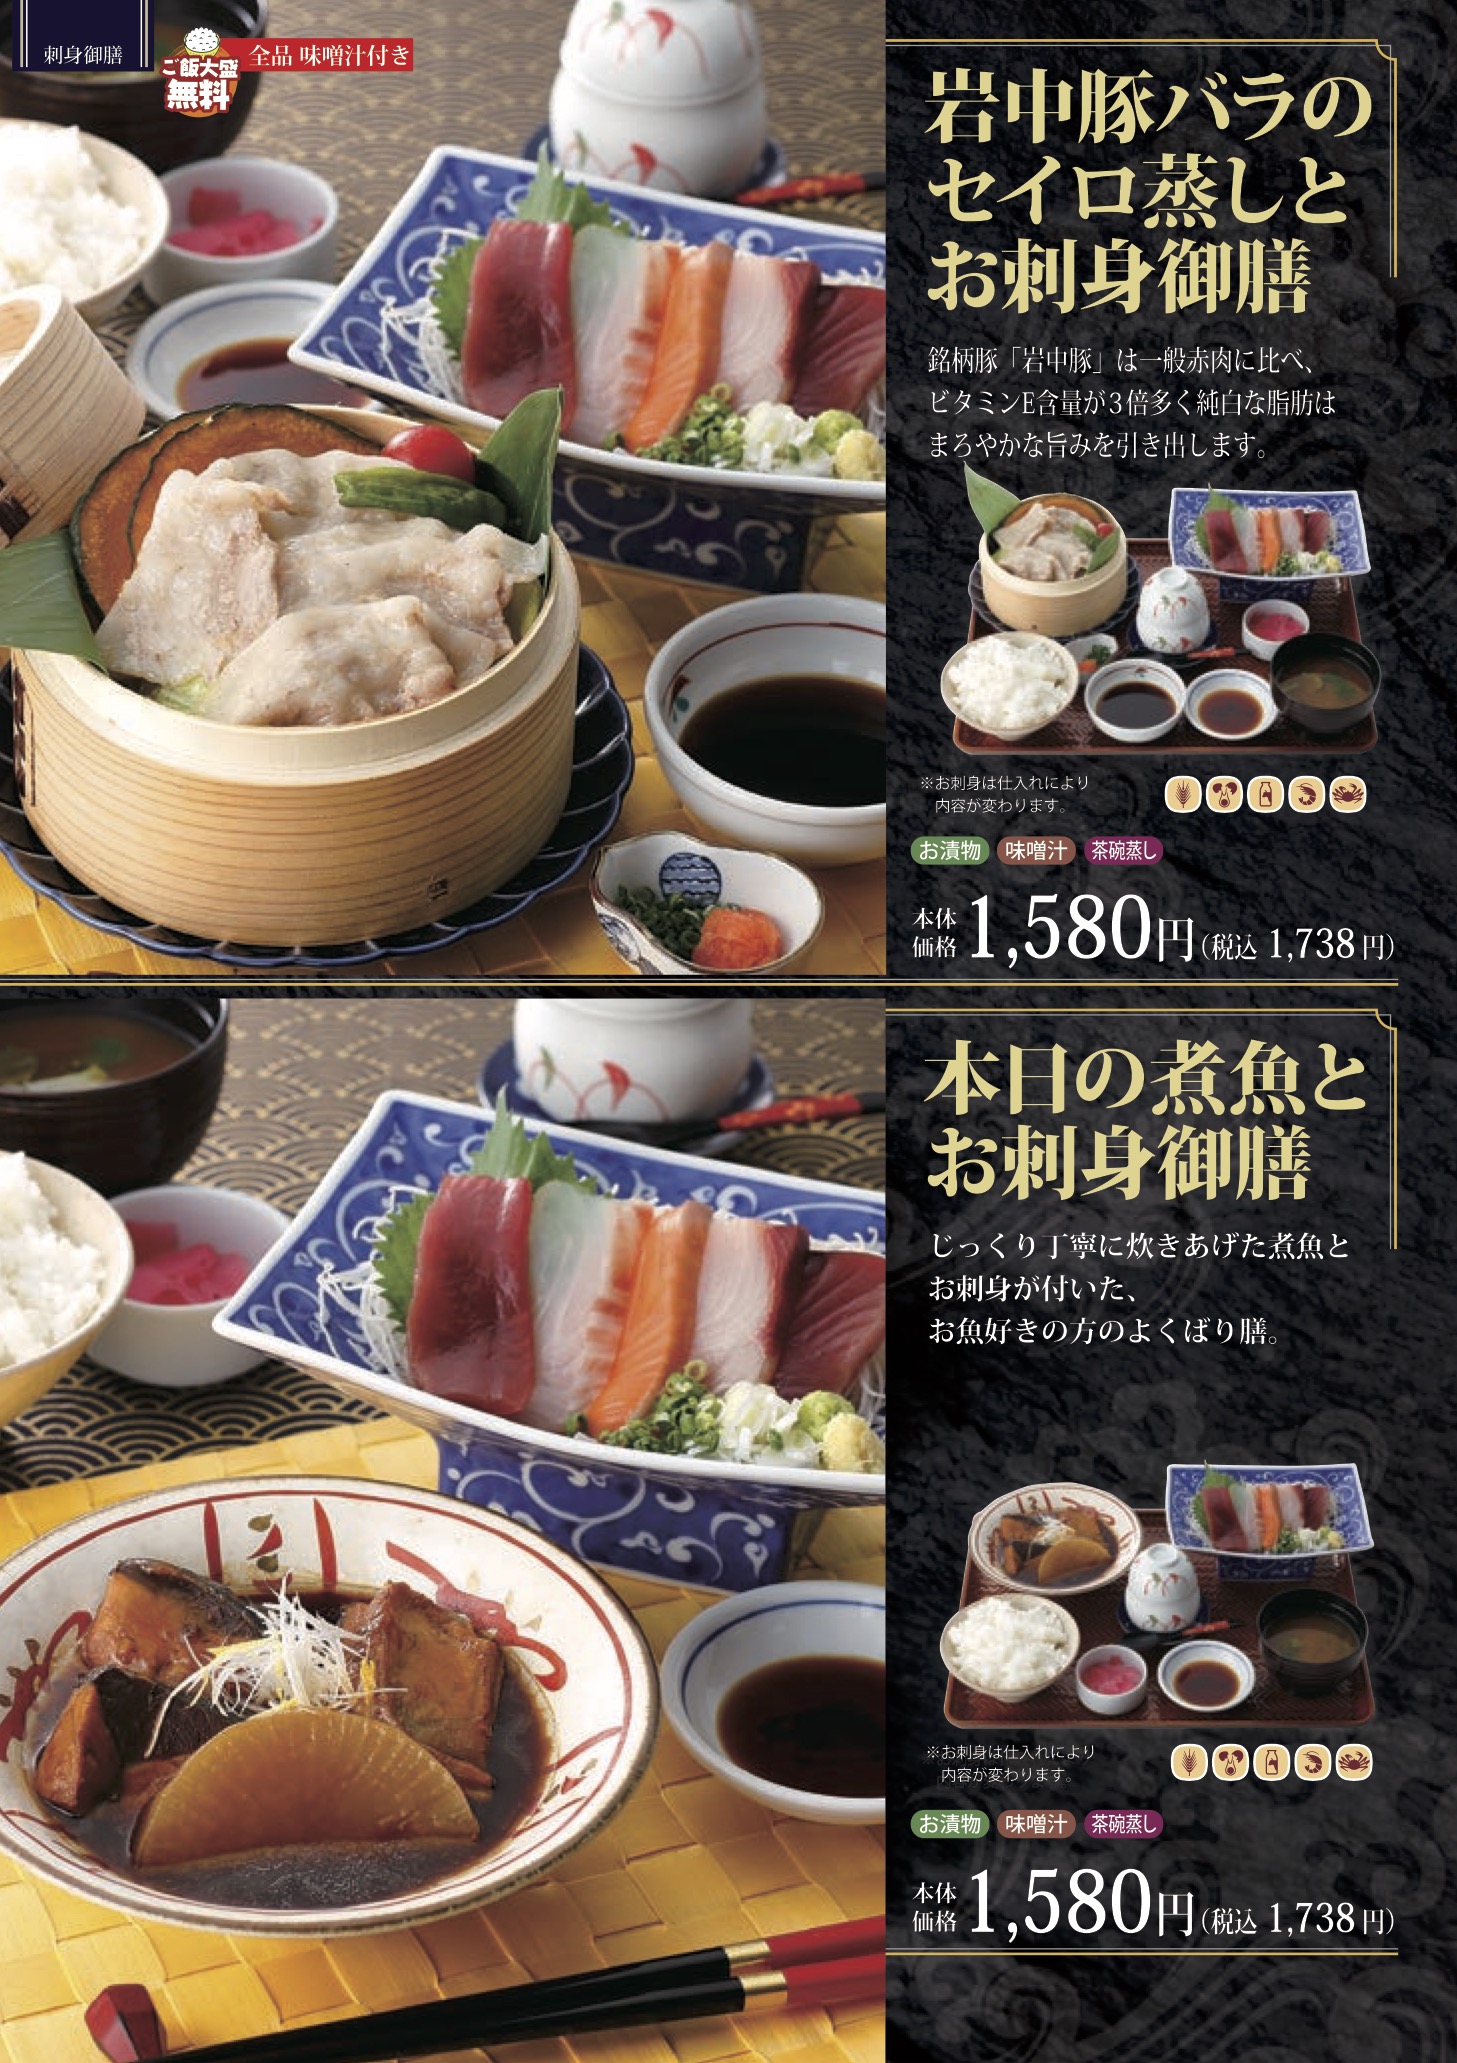 刺身御膳
ご飯大盛
無料
全品 味噌汁付き
岩中豚バラの
セイロ蒸しと
お刺身御膳
銘柄豚「岩中豚」は一般赤肉に比べ、
ビタミンE含量が3倍多く純白な脂肪は
まろやかな旨みを引き出します。
※お刺身は仕入れにより
内容が変わります。
お漬物 味噌汁 茶碗蒸し
本体
価格 1,580円(税込 1,738円)
本日の煮魚と
お刺身御膳
じっくり丁寧に炊きあげた煮魚と
お刺身が付いた、
お魚好きの方のよくばり膳。
※お刺身は仕入れにより
内容が変わります。
お漬物 味噌汁 茶碗蒸し
本体
価格 1,580円(税込 1,738円)